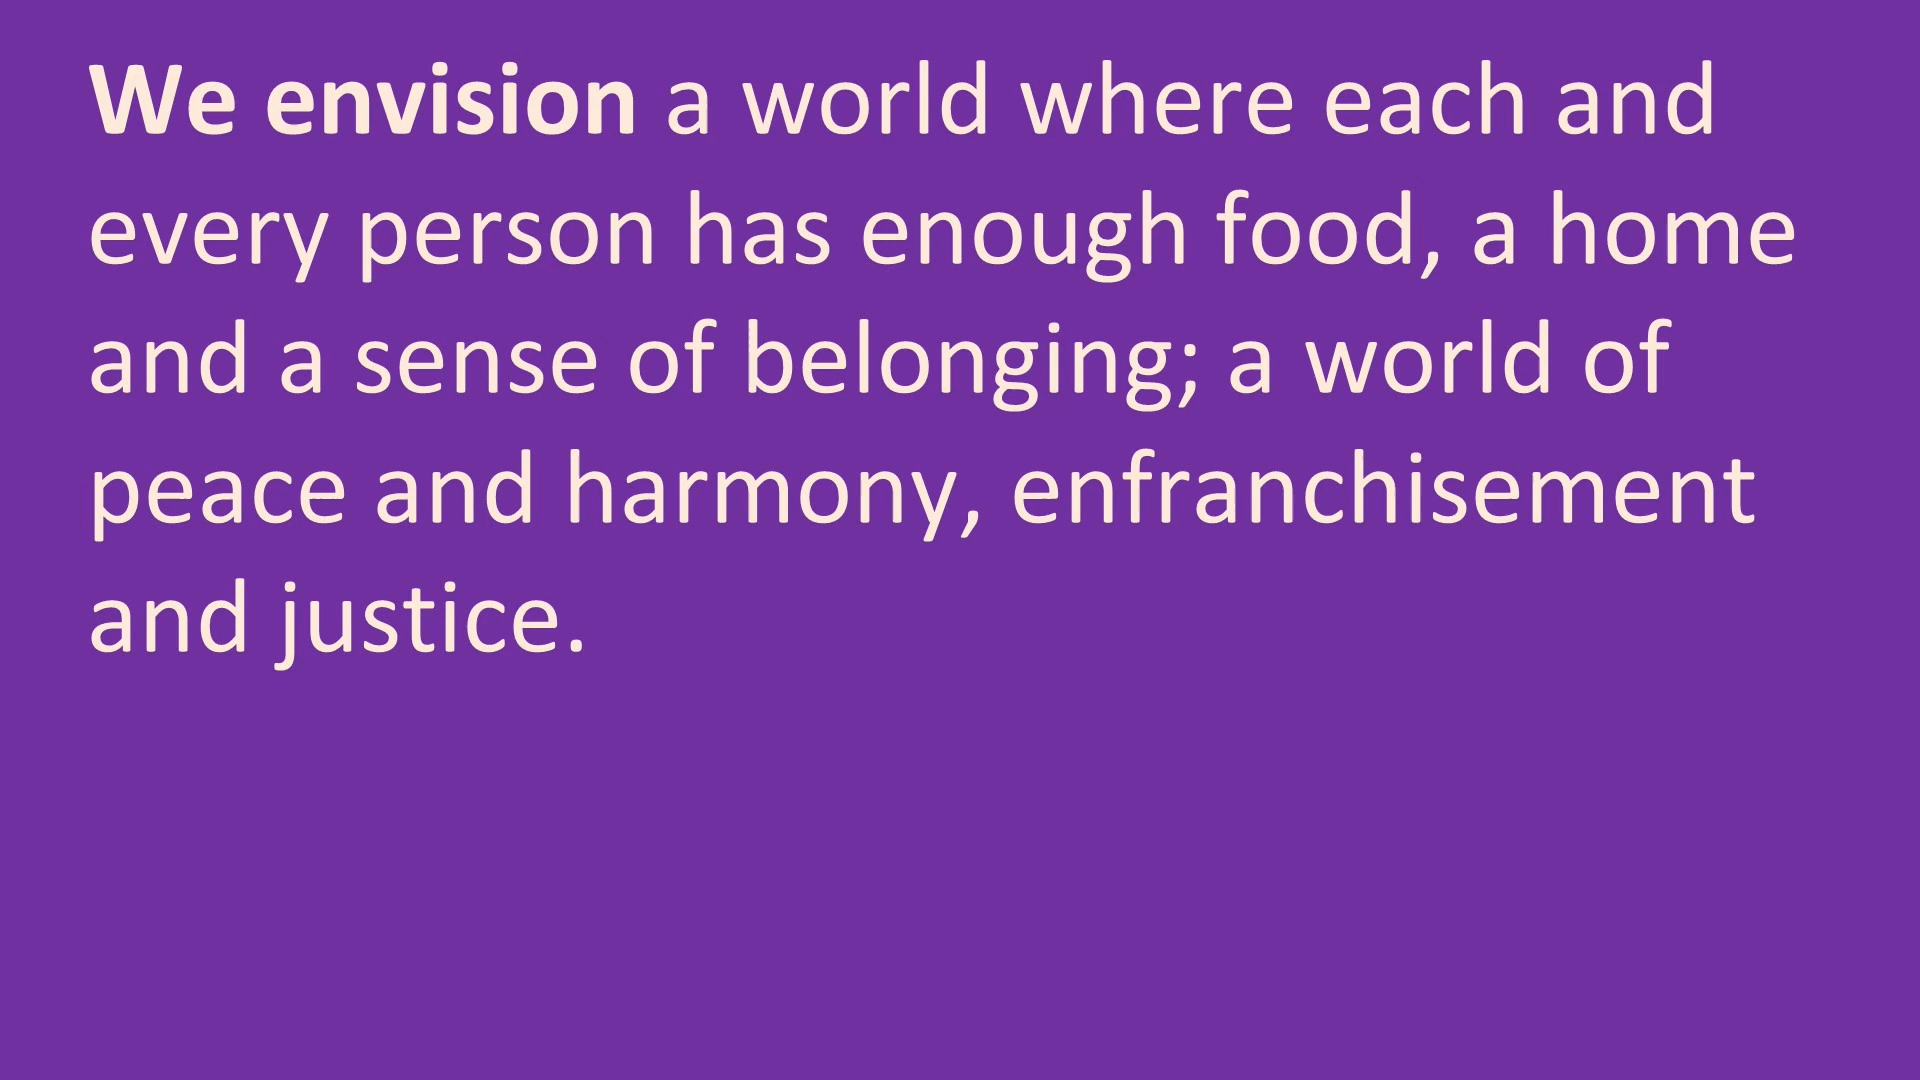 We envision a world where each and
every person has enough food, a home
and a sense of belonging; a world of
peace and harmony, enfranchisement
and justice.